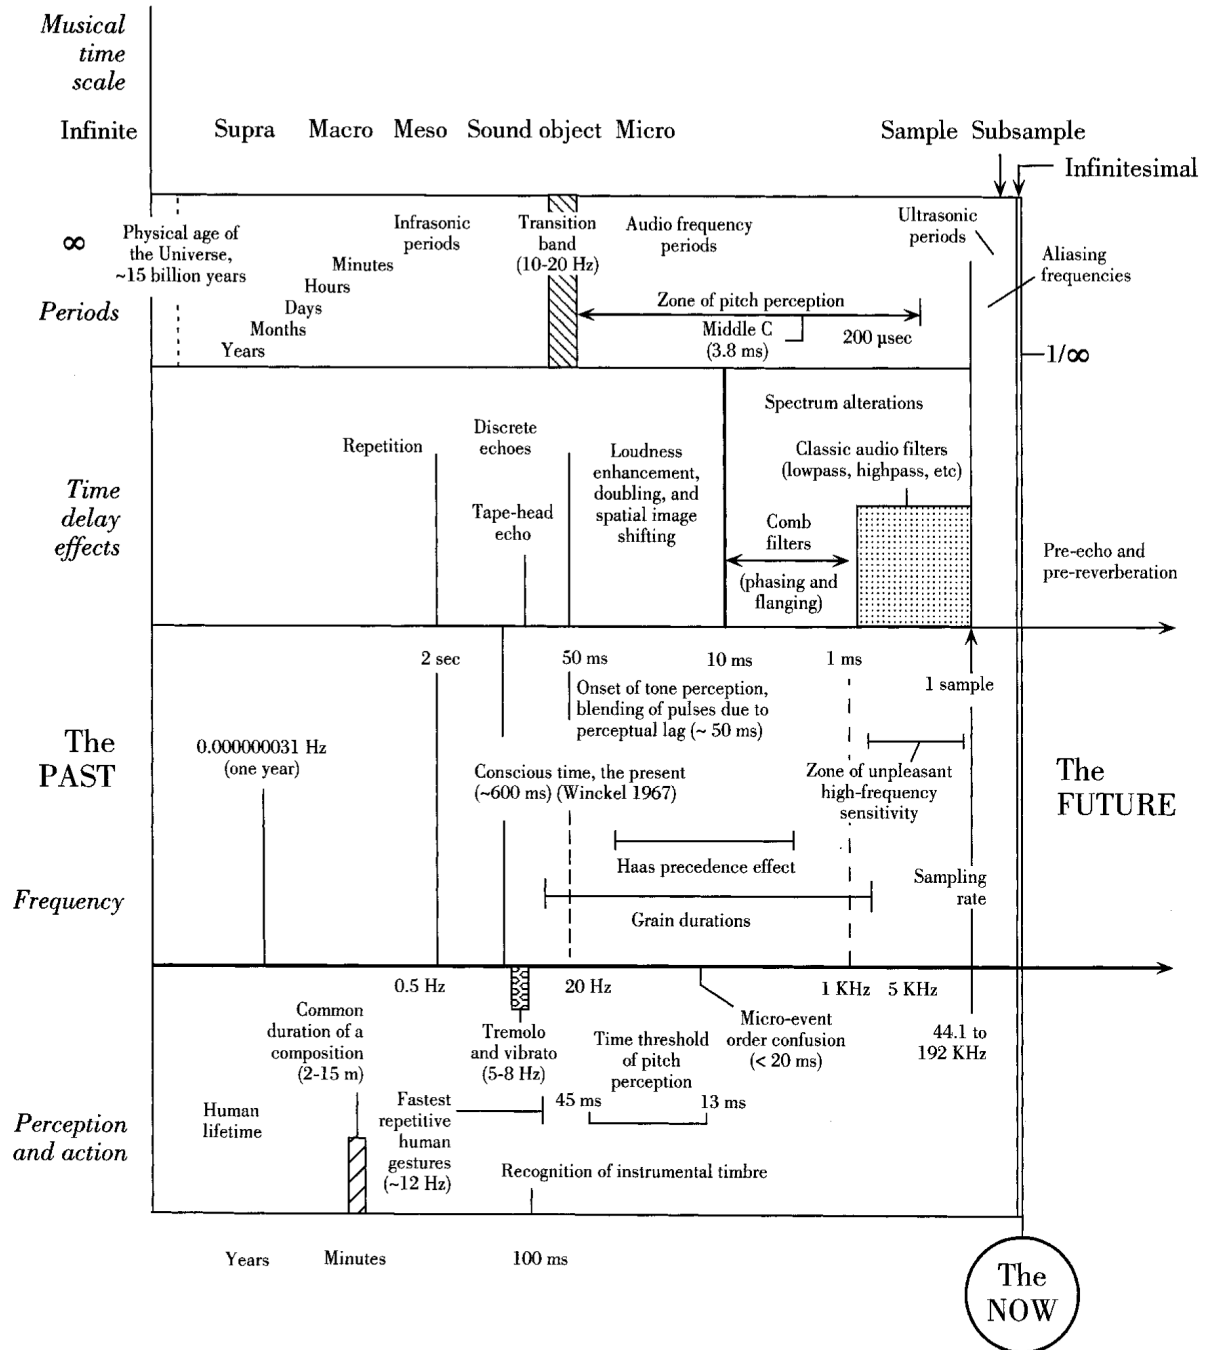 Musical
time
scale
Infinite Supra Macro Meso Sound object Micro Sample Subsample
Infinitesimal
∞
Physical age of
the Universe,
~15 billion years
Infrasonic
periods
Transition
band
(10-20 Hz)
Audio frequency
periods
Ultrasonic
periods
Aliasing
frequencies
Minutes
Hours
Days
Months
Years
Periods
Zone of pitch perception
Middle C
(3.8 ms)
200 µsec
1/∞
Time
delay
effects
Repetition
Discrete
echoes
Tape-head
echo
Loudness
enhancement,
doubling, and
spatial image
shifting
Spectrum alterations
Classic audio filters
(lowpass, highpass, etc)
Comb
filters
(phasing and
flanging)
Pre-echo and
pre-reverberation
2 sec 50 ms 10 ms 1 ms
1 sample
Onset of tone perception,
blending of pulses due to
perceptual lag (~ 50 ms)
The
PAST
0.000000031 Hz
(one year)
Conscious time, the present
(~600 ms) (Winckel 1967)
Zone of unpleasant
high-frequency
sensitivity
The
FUTURE
Haas precedence effect
Grain durations
Sampling
rate
Frequency
0.5 Hz 20 Hz 1 KHz 5 KHz
44.1 to
192 KHz
Common
duration of a
composition
(2-15 m)
Tremolo
and vibrato
(5-8 Hz)
Time threshold
of pitch
perception
45 ms 13 ms
Micro-event
order confusion
(< 20 ms)
Perception
and action
Human
lifetime
Fastest
repetitive
human
gestures
(~12 Hz)
Recognition of instrumental timbre
Years Minutes 100 ms
The
NOW